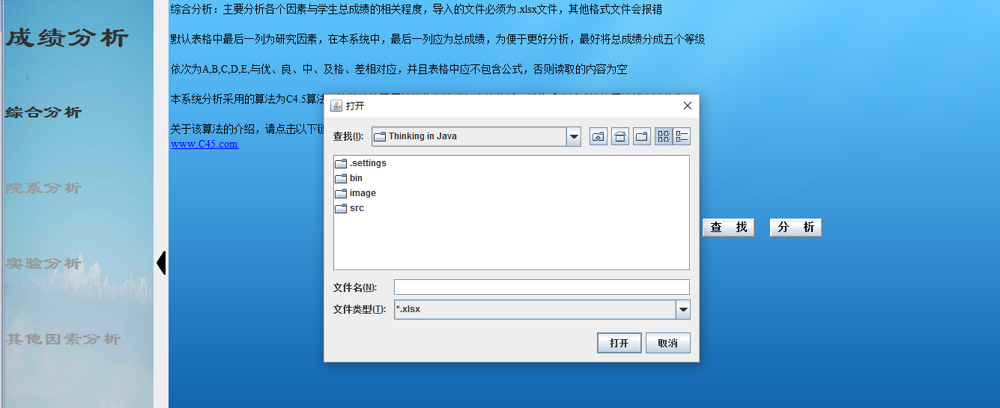 成绩分析
综合分析
院系分析
实验分析
其他因素分析
综合分析：主要分析各个因素与学生总成绩的相关程度，导入的文件必须为.xlsx文件，其他格式文件会报错
默认表格中最后一列为研究因素，在本系统中，最后一列应为总成绩，为便于更好分析，最好将总成绩分成五个等级
依次为A,B,C,D,E,与优、良、中、及格、差相对应，并且表格中应不包含公式，否则读取的内容为空
本系统分析采用的算法为C4.5算法
关于该算法的介绍，请点击以下链
www.C45.com
打开
查找(I):
Thinking in Java
.settings
bin
image
src
文件名(N):
文件类型(T):
*.xlsx
打开
取消
查 找
分 析